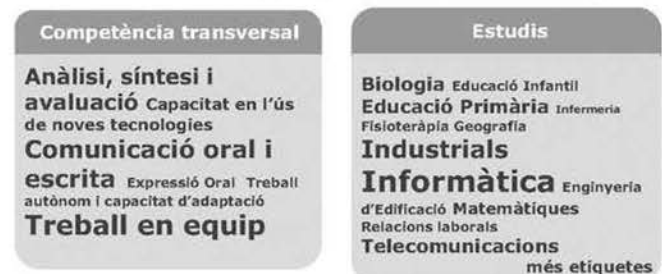 Competència transversal
Anàlisi, síntesi i
avaluació Capacitat en l'ús
de noves tecnologies
Comunicació oral i
escrita Expressió Oral Treball
autònom i capacitat d'adaptació
Treball en equip
Estudis
Biologia Educació Infantil
Educació Primària Infermeria
Fisioteràpia Geografia
Industrials
Informàtica Enginyeria
d'Edificació Matemàtiques
Relacions laborals
Telecomunicacions
més etiquetes